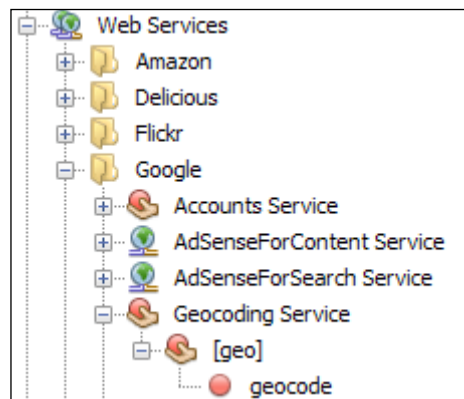 Web Services
Amazon
Delicious
Flickr
Google
Accounts Service
AdSenseForContent Service
AdSenseForSearch Service
Geocoding Service
[geo]
geocode